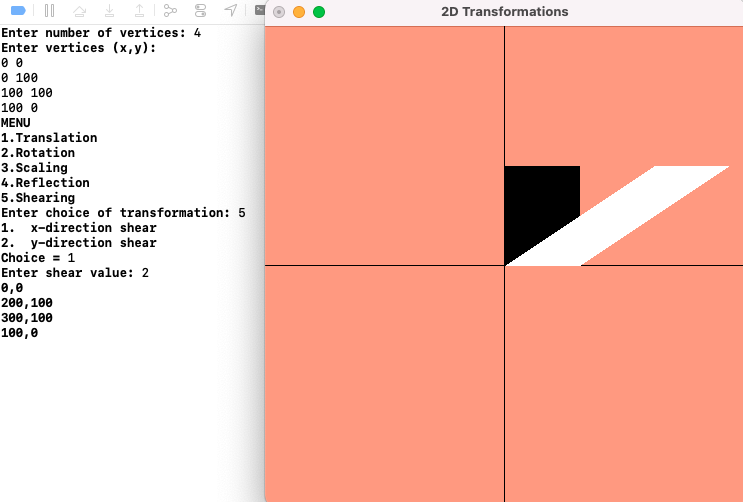 2D Transformations
Enter number of vertices: 4
Enter vertices (x,y):
0 0
0 100
100 100
100 0
MENU
1.Translation
2.Rotation
3.Scaling
4.Reflection
5.Shearing
Enter choice of transformation: 5
1.  x-direction shear
2.  y-direction shear
Choice = 1
Enter shear value: 2
0,0
200,100
300,100
100,0